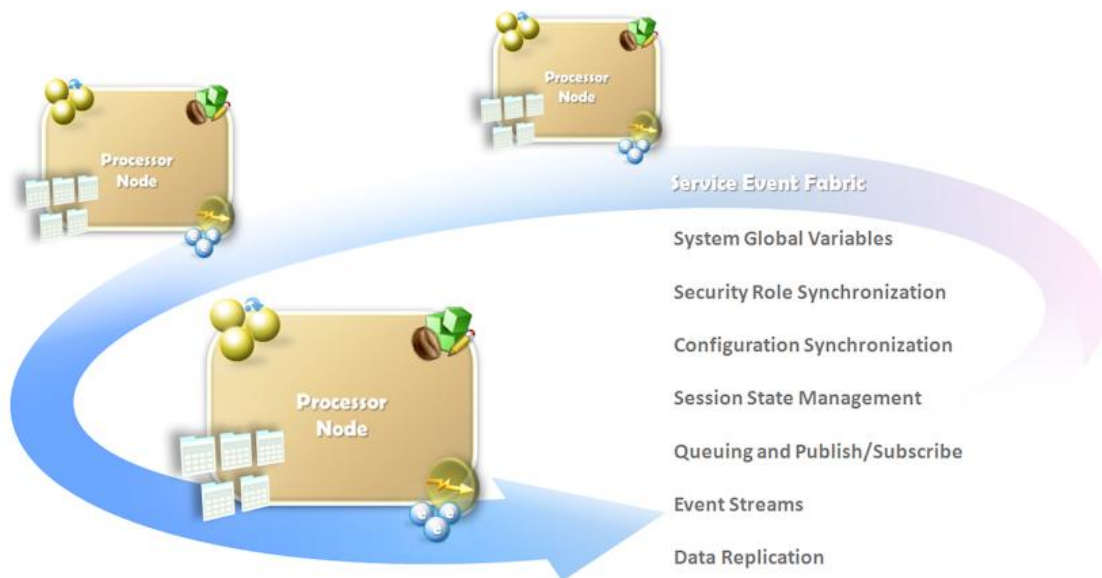 Processor
Node
Processor
Node
Service Event Fabric
System Global Variables
Security Role Synchronization
Configuration Synchronization
Processor
Node
Session State Management
Queuing and Publish/Subscribe
Event Streams
Data Replication